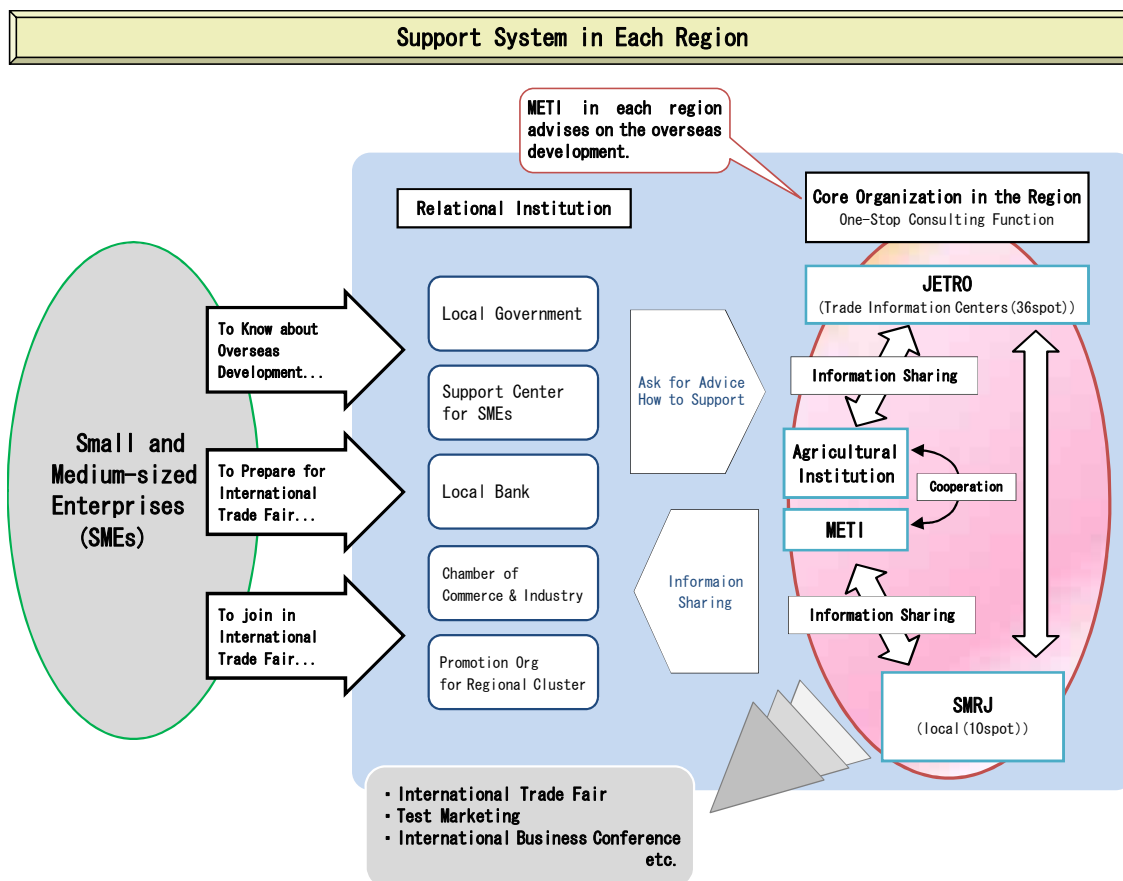 Support System in Each Region
METI in each region
advises on the overseas
development.
Relational Institution
Core Organization in the Region
One-Stop Consulting Function
Small and
Medium-sized
Enterprises
(SMEs)
To Know about
Overseas
Development...
To Prepare for
International
Trade Fair...
To join in
International
Trade Fair...
Local Government
Support Center
for SMEs
Local Bank
Chamber of
Commerce & Industry
Promotion Org
for Regional Cluster
Ask for Advice
How to Support
Informaion
Sharing
JETRO
(Trade Information Centers(36spot))
Information Sharing
Agricultural
Institution
Cooperation
METI
Information Sharing
SMRJ
(local(10spot))
・International Trade Fair
・Test Marketing
・International Business Conference
etc.